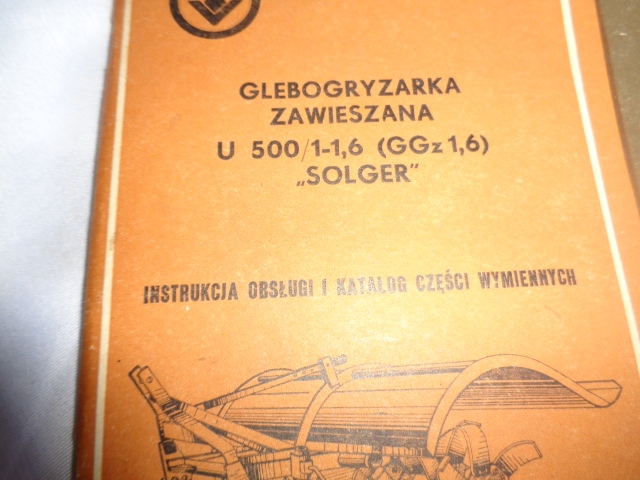 GLEBOGRYZARKA
ZAWIESZANA
U 500/1-1,6 (GGz 1,6)
„SOLGER"
INSTRUKCJA OBSŁUGI I KATALOG CZĘŚCI WYMIENNYCH